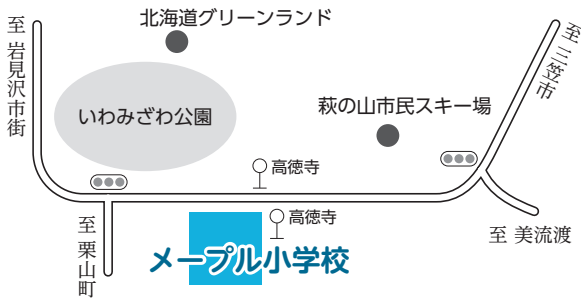 北海道グリーンランド
至 岩見沢市街
至 三笠市
いわみざわ公園
萩の山市民スキー場
高徳寺
高徳寺
至 栗山町
至 美流渡
メープル小学校